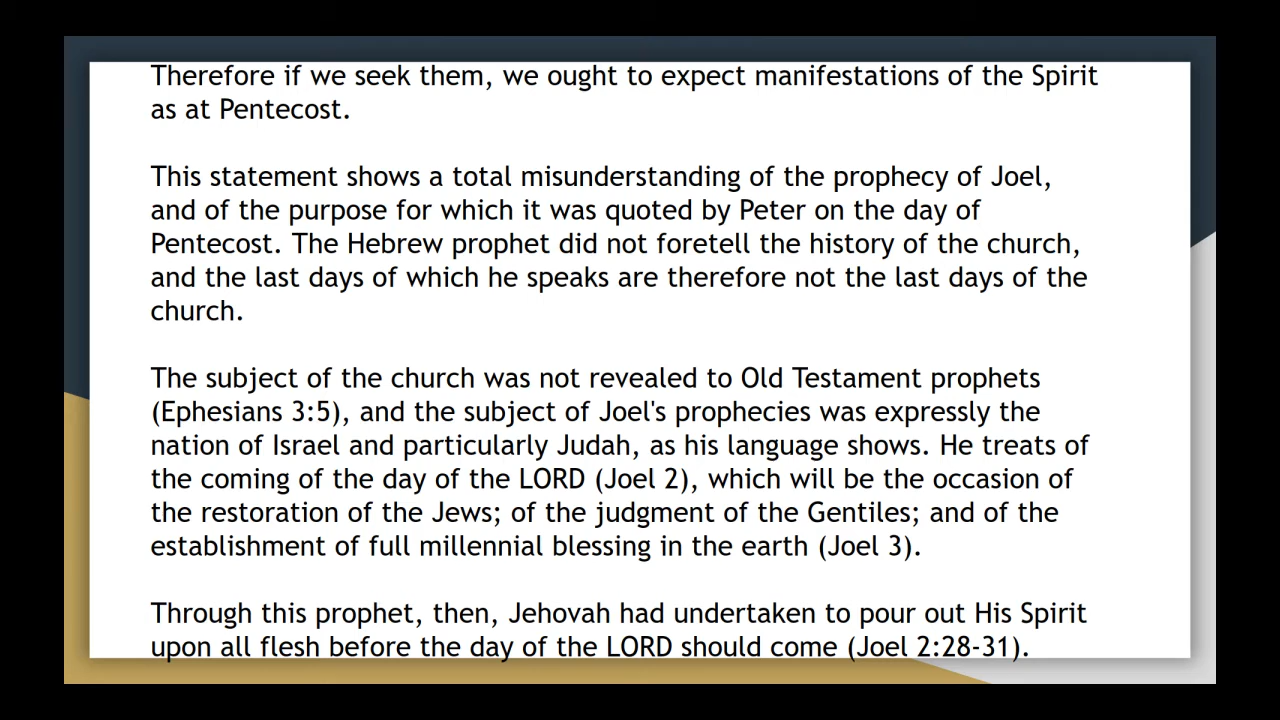 Therefore if we seek them, we ought to expect manifestations of the Spirit
as at Pentecost.
This statement shows a total misunderstanding of the prophecy of Joel,
and of the purpose for which it was quoted by Peter on the day of
Pentecost. The Hebrew prophet did not foretell the history of the church,
and the last days of which he speaks are therefore not the last days of the
church.
The subject of the church was not revealed to Old Testament prophets
(Ephesians 3:5), and the subject of Joel's prophecies was expressly the
nation of Israel and particularly Judah, as his language shows. He treats of
the coming of the day of the LORD (Joel 2), which will be the occasion of
the restoration of the Jews; of the judgment of the Gentiles; and of the
establishment of full millennial blessing in the earth (Joel 3).
Through this prophet, then, Jehovah had undertaken to pour out His Spirit
upon all flesh before the day of the LORD should come (Joel 2:28-31).